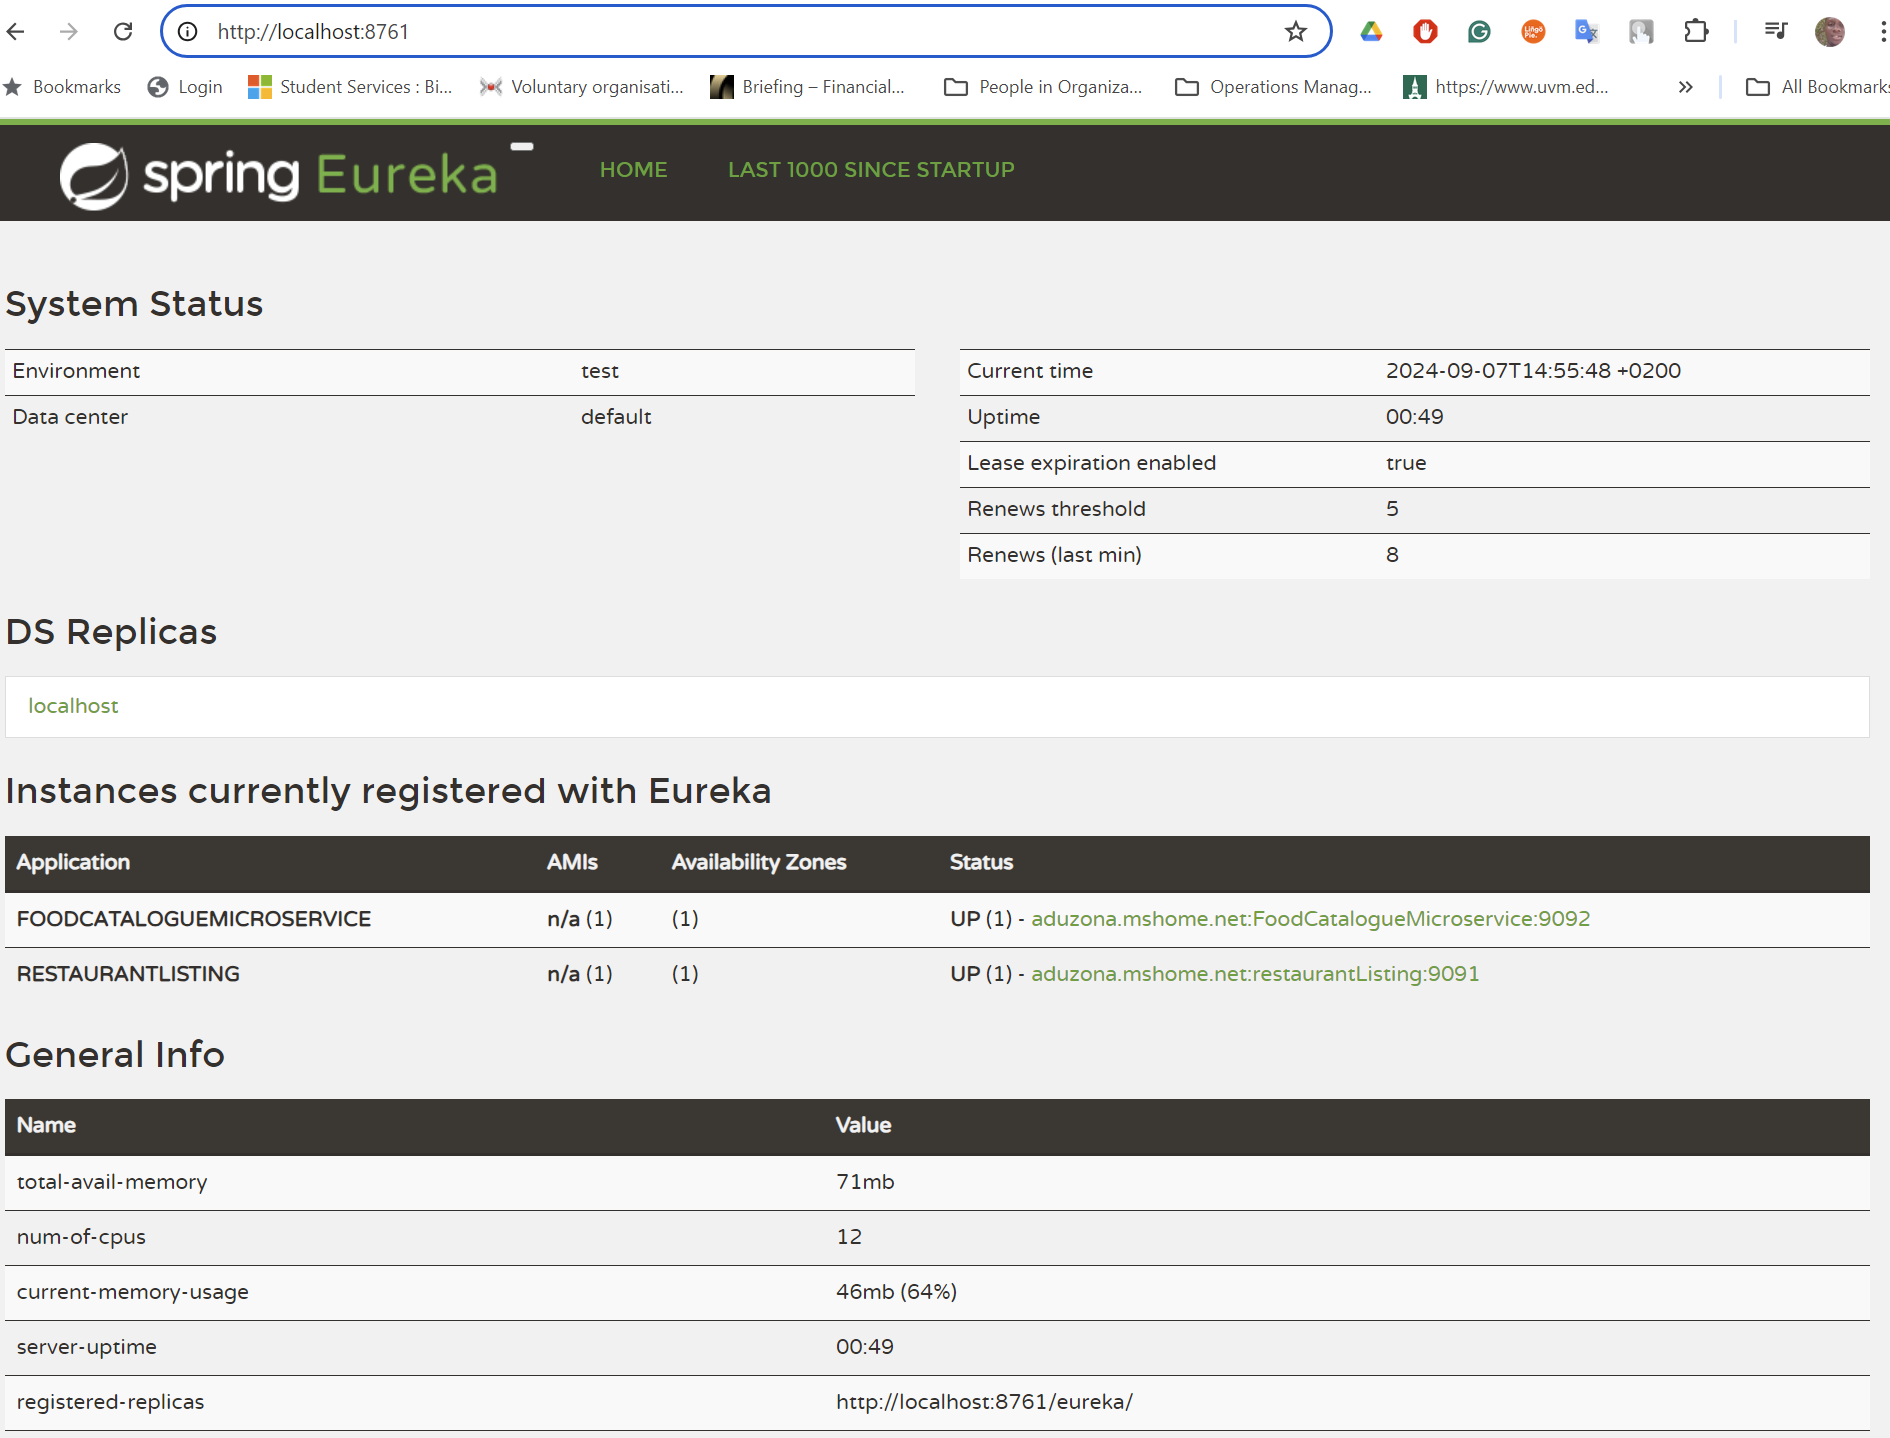 http://localhost:8761
Bookmarks Login Student Services : Bi... Voluntary organisati... Briefing – Financial... People in Organiza... Operations Manag... https://www.uvm.ed... All Bookmarks
spring Eureka HOME LAST 1000 SINCE STARTUP
System Status
Environment test
Data center default
Current time 2024-09-07T14:55:48 +0200
Uptime 00:49
Lease expiration enabled true
Renews threshold 5
Renews (last min) 8
DS Replicas
localhost
Instances currently registered with Eureka
Application AMIs Availability Zones Status
FOODCATALOGUEMICROSERVICE n/a (1) (1) UP (1) - aduzona.mshome.net:FoodCatalogueMicroservice:9092
RESTAURANTLISTING n/a (1) (1) UP (1) - aduzona.mshome.net:restaurantListing:9091
General Info
Name Value
total-avail-memory 71mb
num-of-cpus 12
current-memory-usage 46mb (64%)
server-uptime 00:49
registered-replicas http://localhost:8761/eureka/